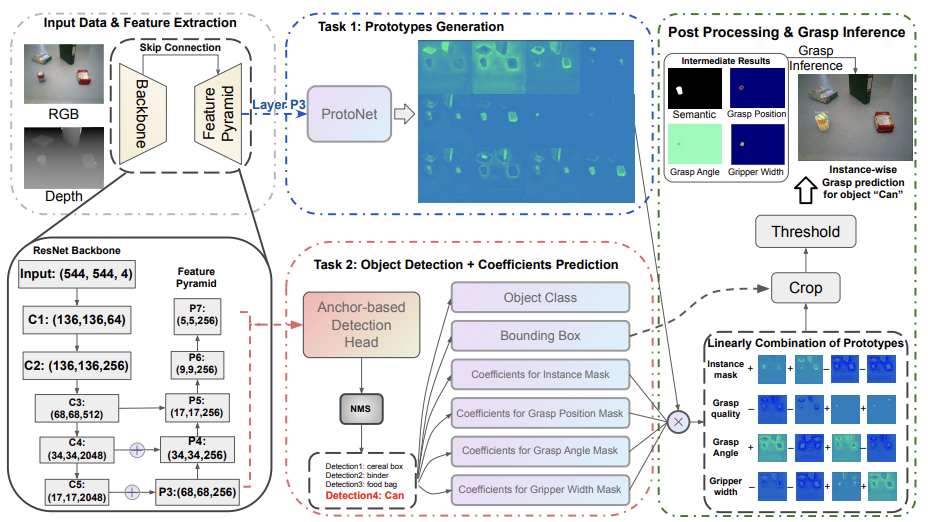 Input Data & Feature Extraction
Skip Connection
Backbone
Feature
Pyramid
RGB
Depth
Layer P3
Task 1: Prototypes Generation
ProtoNet
Post Processing & Grasp Inference
Grasp
Inference
Intermediate Results
Semantic
Grasp Position
Grasp Angle
Gripper Width
Instance-wise
Grasp prediction
for object “Can”
Threshold
Crop
ResNet Backbone
Input: (544, 544, 4)
C1: (136,136,64)
C2: (136,136,256)
C3:
(68,68,512)
C4:
(34,34,2048)
C5:
(17,17,2048)
Feature
Pyramid
P7:
(5,5,256)
P6:
(9,9,256)
P5:
(17,17,256)
P4:
(34,34,256)
P3:(68,68,256)
Task 2: Object Detection + Coefficients Prediction
Anchor-based
Detection
Head
NMS
Detection1: cereal box
Detection2: binder
Detection3: food bag
Detection4: Can
Object Class
Bounding Box
Coefficients for Instance Mask
Coefficients for Grasp Position Mask
Coefficients for Grasp Angle Mask
Coefficients for Gripper Width Mask
Linearly Combination of Prototypes
Instance
mask
+ + − −
Grasp
quality
− − + +
Grasp
Angle
+ − + −
Gripper
width
− − + +